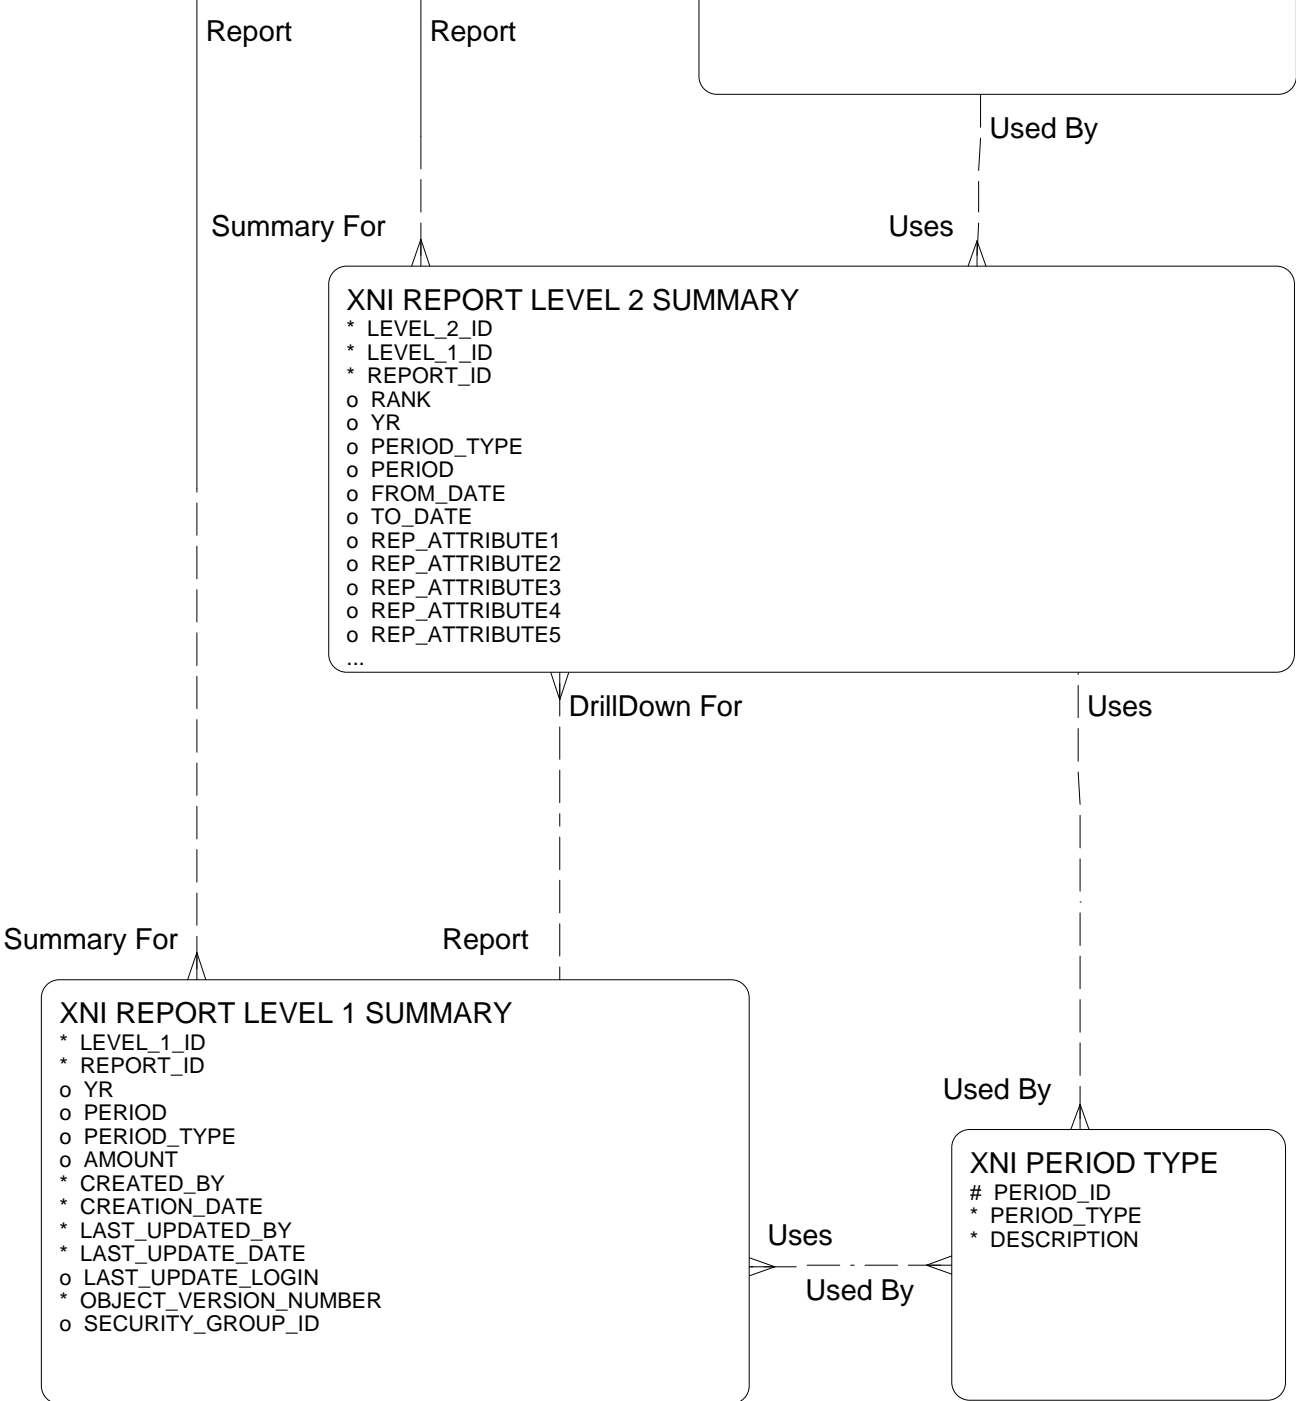 Report
Report
Used By
Summary For
Uses
XNI REPORT LEVEL 2 SUMMARY
* LEVEL_2_ID
* LEVEL_1_ID
* REPORT_ID
o RANK
o YR
o PERIOD_TYPE
o PERIOD
o FROM_DATE
o TO_DATE
o REP_ATTRIBUTE1
o REP_ATTRIBUTE2
o REP_ATTRIBUTE3
o REP_ATTRIBUTE4
o REP_ATTRIBUTE5
...
DrillDown For
Uses
Summary For
Report
XNI REPORT LEVEL 1 SUMMARY
* LEVEL_1_ID
* REPORT_ID
o YR
o PERIOD
o PERIOD_TYPE
o AMOUNT
* CREATED_BY
* CREATION_DATE
* LAST_UPDATED_BY
* LAST_UPDATE_DATE
o LAST_UPDATE_LOGIN
* OBJECT_VERSION_NUMBER
o SECURITY_GROUP_ID
Used By
XNI PERIOD TYPE
# PERIOD_ID
* PERIOD_TYPE
* DESCRIPTION
Uses
Used By